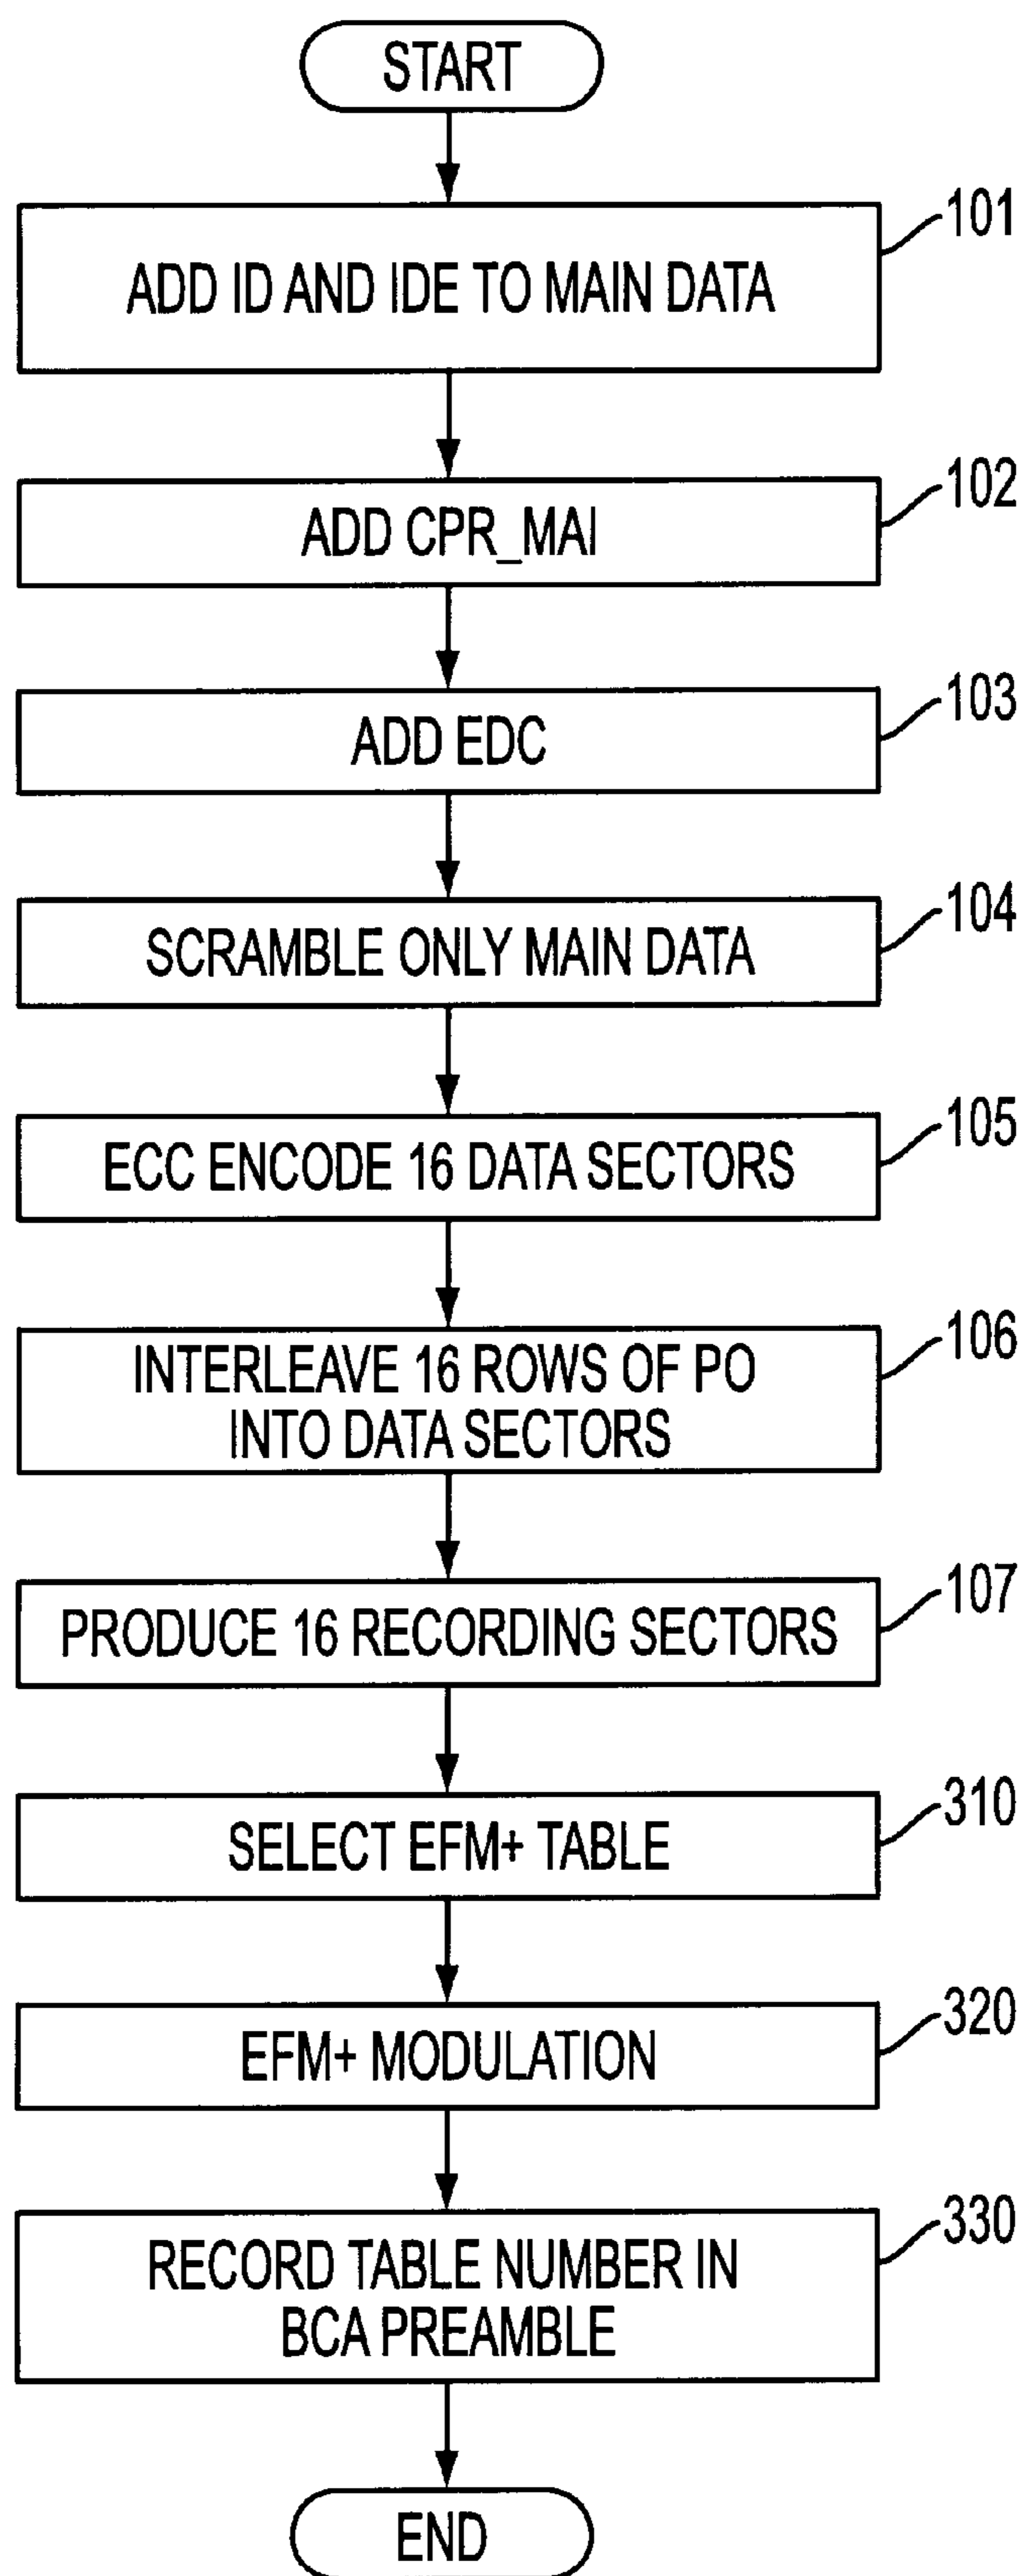 START
101
ADD ID AND IDE TO MAIN DATA
102
ADD CPR_MAI
103
ADD EDC
104
SCRAMBLE ONLY MAIN DATA
105
ECC ENCODE 16 DATA SECTORS
106
INTERLEAVE 16 ROWS OF PO
INTO DATA SECTORS
107
PRODUCE 16 RECORDING SECTORS
310
SELECT EFM+ TABLE
320
EFM+ MODULATION
330
RECORD TABLE NUMBER IN
BCA PREAMBLE
END